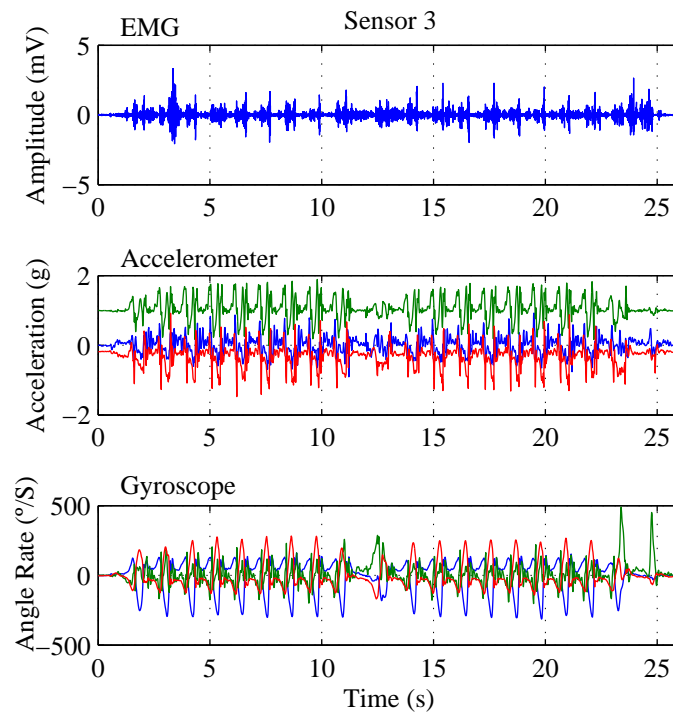 EMG Sensor 3
Amplitude (mV)
5
0
−5
0 5 10 15 20 25
Accelerometer
Acceleration (g)
2
0
−2
0 5 10 15 20 25
Gyroscope
Angle Rate (º/S)
500
0
−500
0 5 10 15 20 25
Time (s)